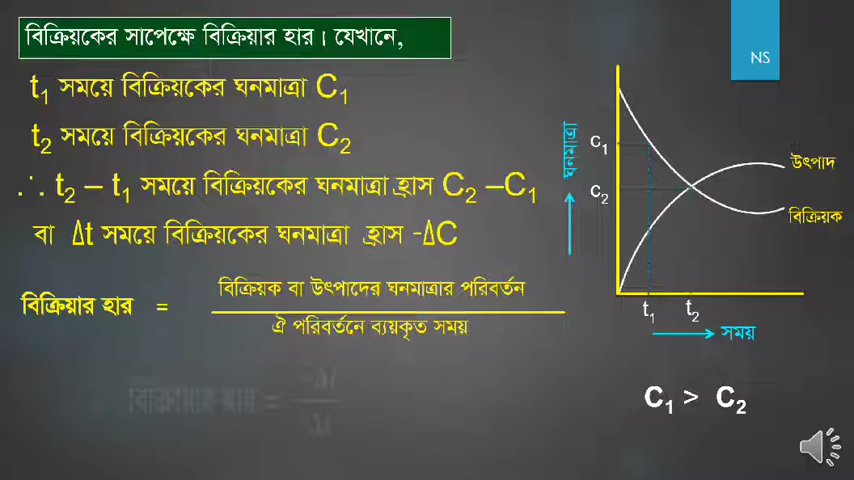 বিক্রিয়কের সাপেক্ষে বিক্রিয়ার হার। যেখানে,
NS
t₁ সময়ে বিক্রিয়কের ঘনমাত্রা C₁
t₂ সময়ে বিক্রিয়কের ঘনমাত্রা C₂
∴ t₂ – t₁ সময়ে বিক্রিয়কের ঘনমাত্রা হ্রাস C₂ –C₁
বা Δt সময়ে বিক্রিয়কের ঘনমাত্রা হ্রাস -ΔC
বিক্রিয়ার হার =
বিক্রিয়ক বা উৎপাদের ঘনমাত্রার পরিবর্তন
ঐ পরিবর্তনে ব্যয়কৃত সময়
ঘনমাত্রা
C₁
C₂
উৎপাদ
বিক্রিয়ক
t₁ t₂
সময়
C₁ > C₂